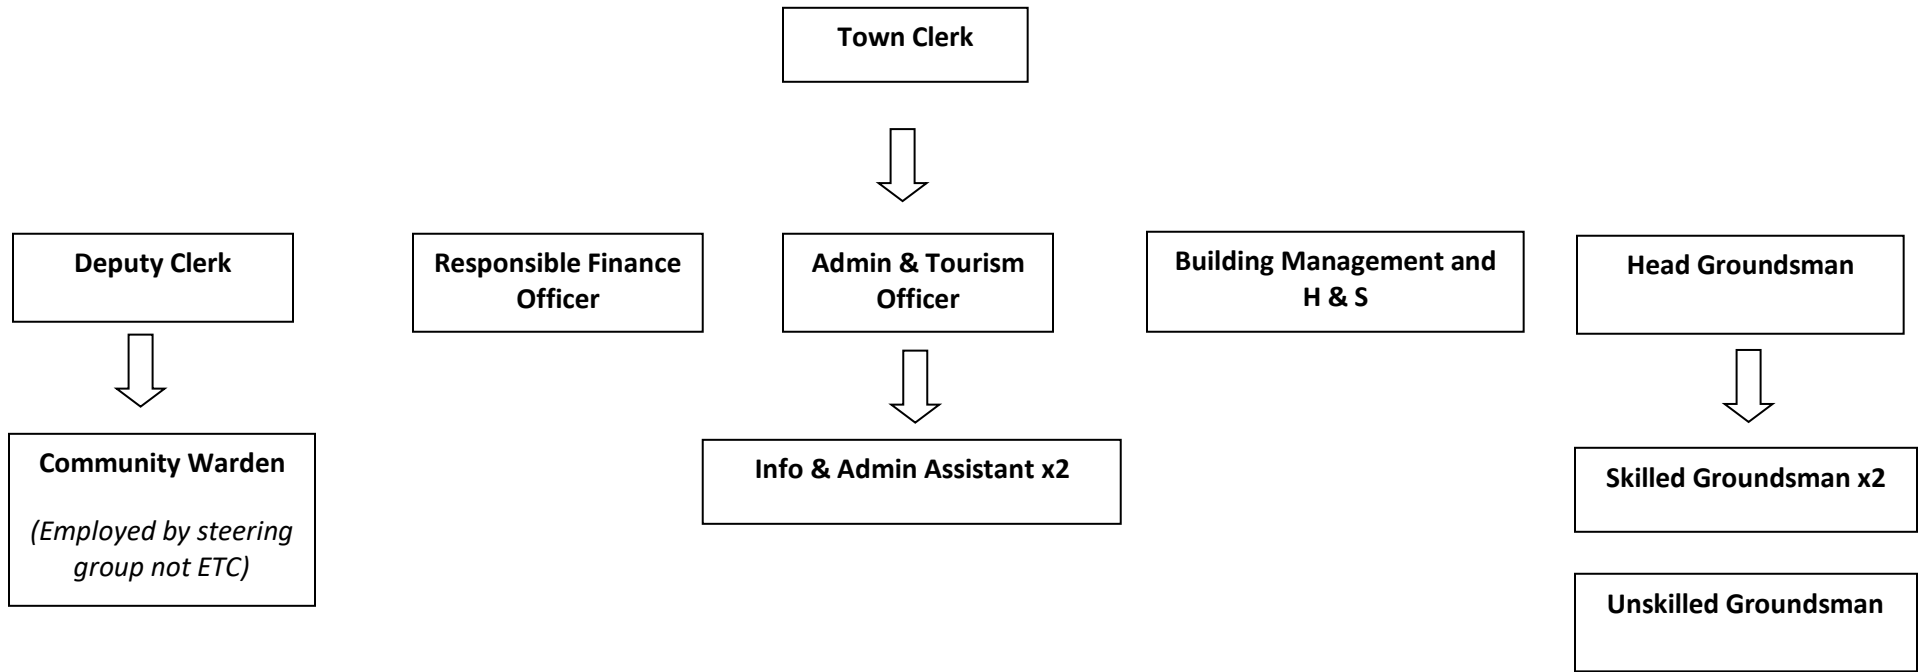 Town Clerk
Deputy Clerk
Responsible Finance
Officer
Admin & Tourism
Officer
Building Management and
H & S
Head Groundsman
Community Warden
(Employed by steering
group not ETC)
Info & Admin Assistant x2
Skilled Groundsman x2
Unskilled Groundsman